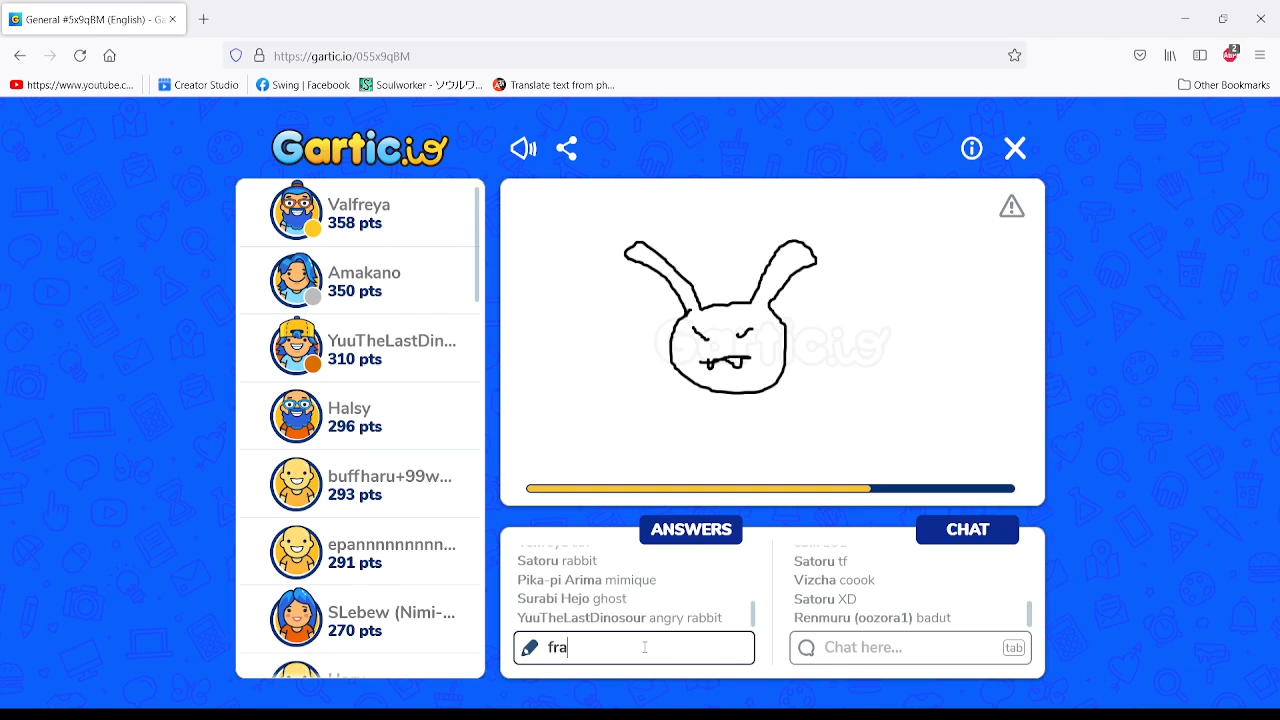 General #5x9qBM (English) - Ga
https://gartic.io/055x9qBM
2
https://www.youtube.c...
Creator Studio
Swing | Facebook
Soulworker - ソウルワ...
Translate text from ph...
Other Bookmarks
Gartic.io
Valfreya
358 pts
Amakano
350 pts
YuuTheLastDin...
310 pts
Halsy
296 pts
buffharu+99w...
293 pts
epannnnnnnnn...
291 pts
SLebew (Nimi-...
270 pts
Gartic.io
ANSWERS
Satoru rabbit
Pika-pi Arima mimique
Surabi Hejo ghost
YuuTheLastDinosour angry rabbit
fra
CHAT
Satoru tf
Vizcha coook
Satoru XD
Renmuru (oozora1) badut
Chat here...
tab